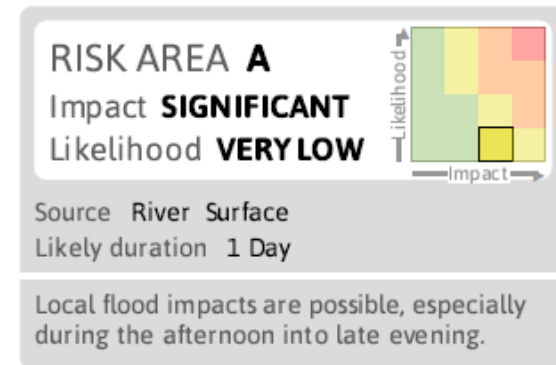 RISK AREA A
Impact SIGNIFICANT
Likelihood VERY LOW
Likelihood
Impact
Source River Surface
Likely duration 1 Day
Local flood impacts are possible, especially
during the afternoon into late evening.